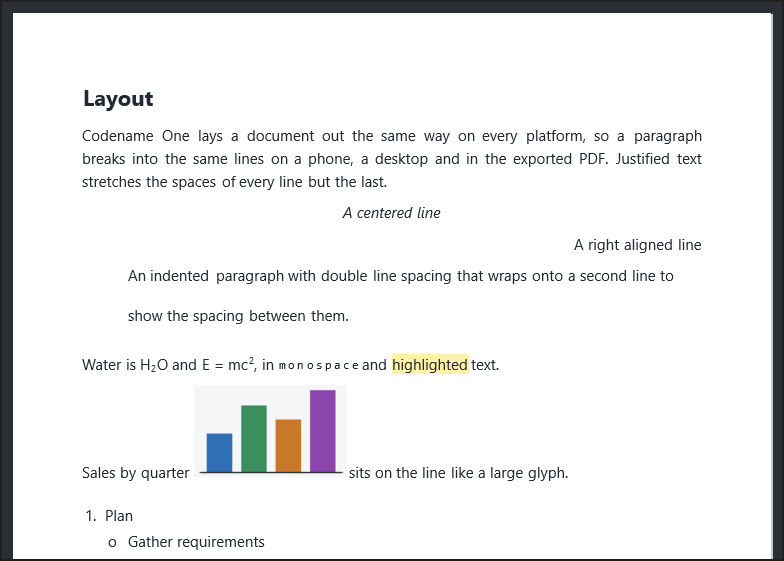 Layout
Codename One lays a document out the same way on every platform, so a paragraph
breaks into the same lines on a phone, a desktop and in the exported PDF. Justified text
stretches the spaces of every line but the last.
A centered line
A right aligned line
An indented paragraph with double line spacing that wraps onto a second line to
show the spacing between them.
Water is H₂O and E = mc², in monospace and highlighted text.
Sales by quarter sits on the line like a large glyph.
1. Plan
o Gather requirements